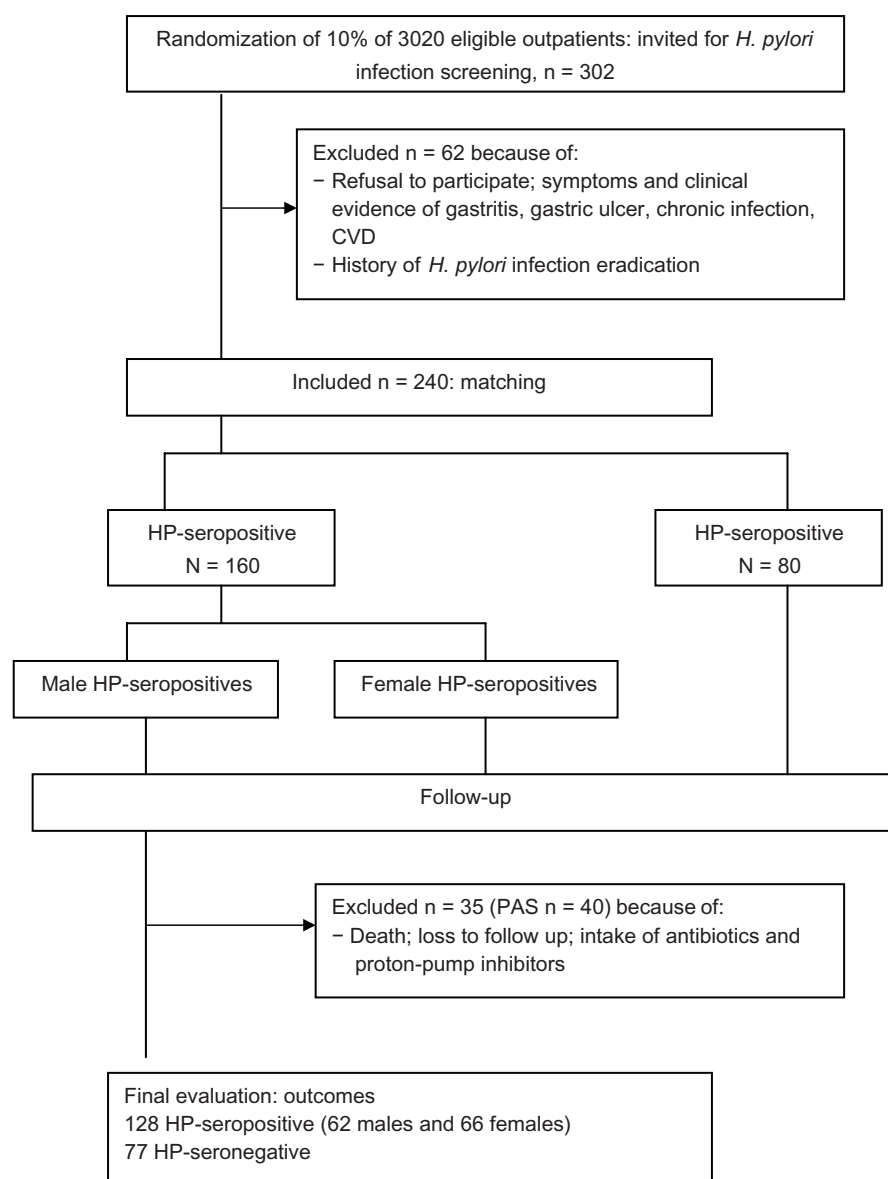 Randomization of 10% of 3020 eligible outpatients: invited for H. pylori
infection screening, n = 302
Excluded n = 62 because of:
− Refusal to participate; symptoms and clinical
evidence of gastritis, gastric ulcer, chronic infection,
CVD
− History of H. pylori infection eradication
Included n = 240: matching
HP-seropositive
N = 160
HP-seropositive
N = 80
Male HP-seropositives
Female HP-seropositives
Follow-up
Excluded n = 35 (PAS n = 40) because of:
− Death; loss to follow up; intake of antibiotics and
proton-pump inhibitors
Final evaluation: outcomes
128 HP-seropositive (62 males and 66 females)
77 HP-seronegative